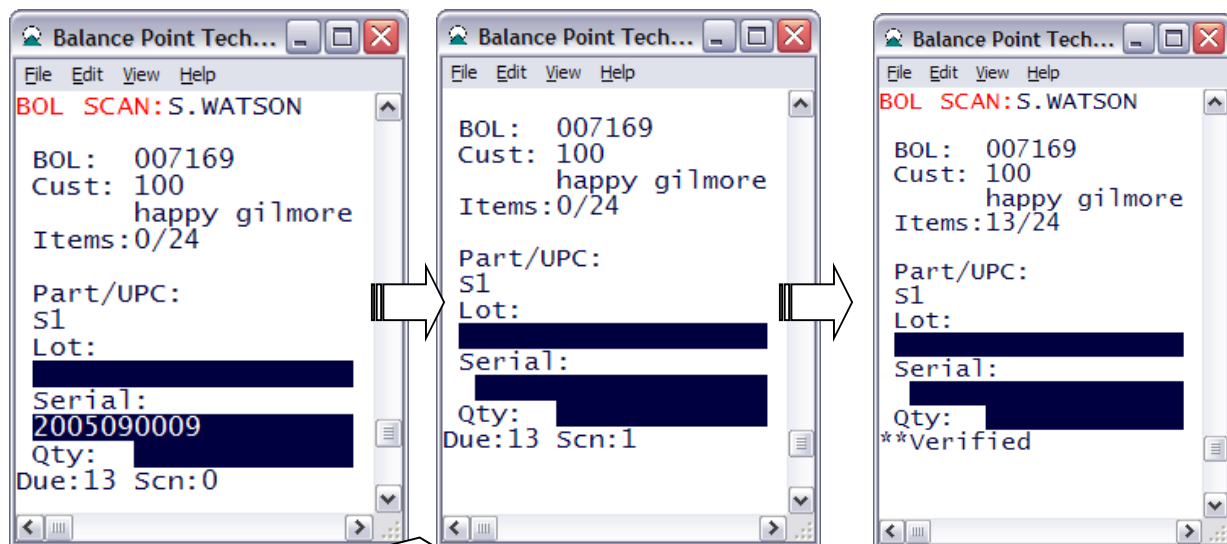 Balance Point Tech...
File Edit View Help
BOL SCAN:S.WATSON
BOL: 007169
Cust: 100
happy gilmore
Items:0/24
Part/UPC:
S1
Lot:
Serial:
2005090009
Qty:
Due:13 Scn:0
Balance Point Tech...
File Edit View Help
BOL: 007169
Cust: 100
happy gilmore
Items:0/24
Part/UPC:
S1
Lot:
Serial:
Qty:
Due:13 Scn:1
Balance Point Tech...
File Edit View Help
BOL SCAN:S.WATSON
BOL: 007169
Cust: 100
happy gilmore
Items:13/24
Part/UPC:
S1
Lot:
Serial:
Qty:
**Verified